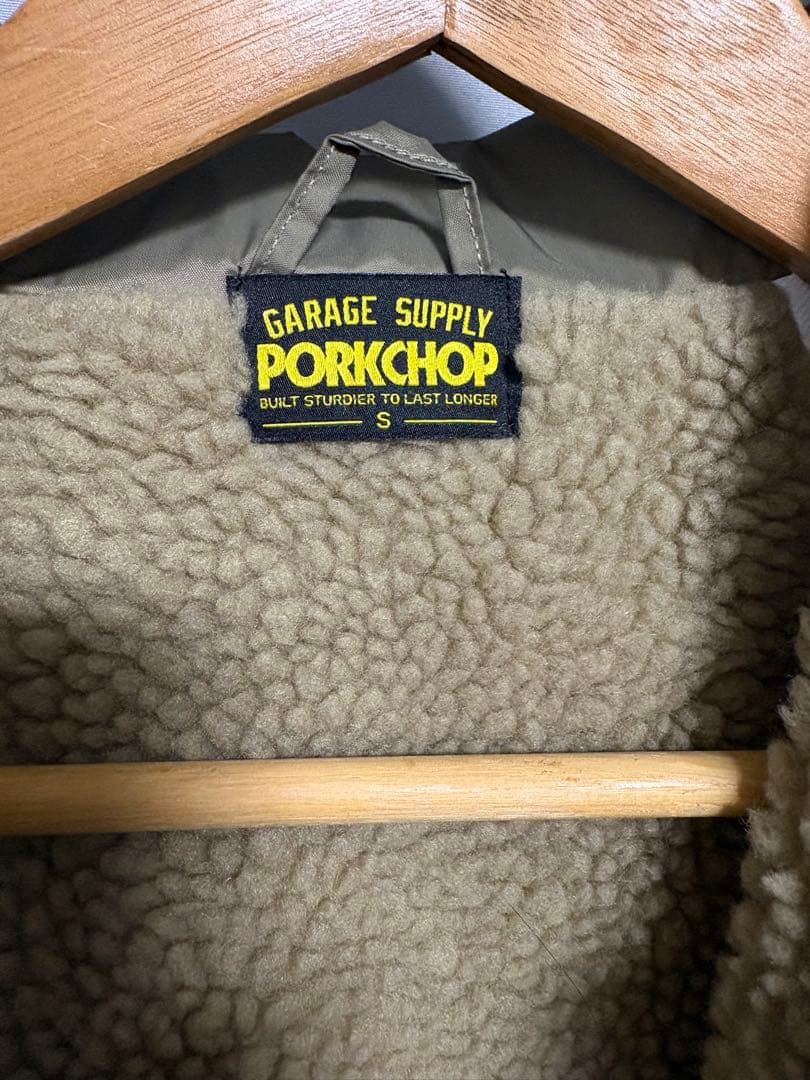 GARAGE SUPPLY
PORKCHOP
BUILT STURDIER TO LAST LONGER
S